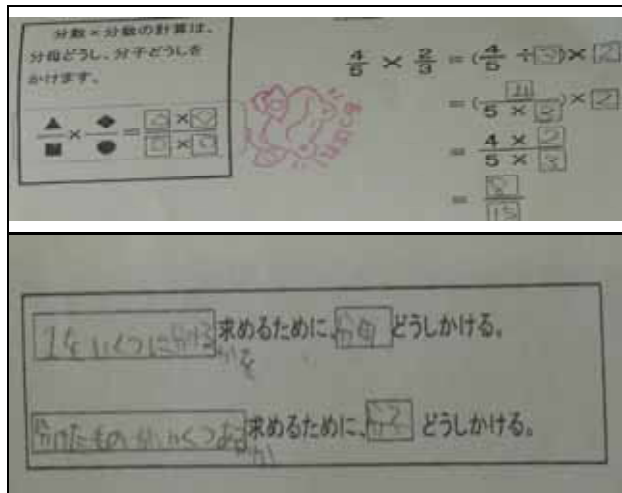 分数×分数の計算は、
分母どうし、分子どうしを
かけます。
▲/■ × ◆/● = △×◇/□×○
4/5 × 2/3 = (4/5 ÷ 3) × 2
= (4/5 × 3) × 2
= 4 × 2/5 × 3
= 8/15
1をいくつに分ける求めるために、分母どうしかける。
かを
分けたものがいくつある求めるために、分子どうしかける。
か